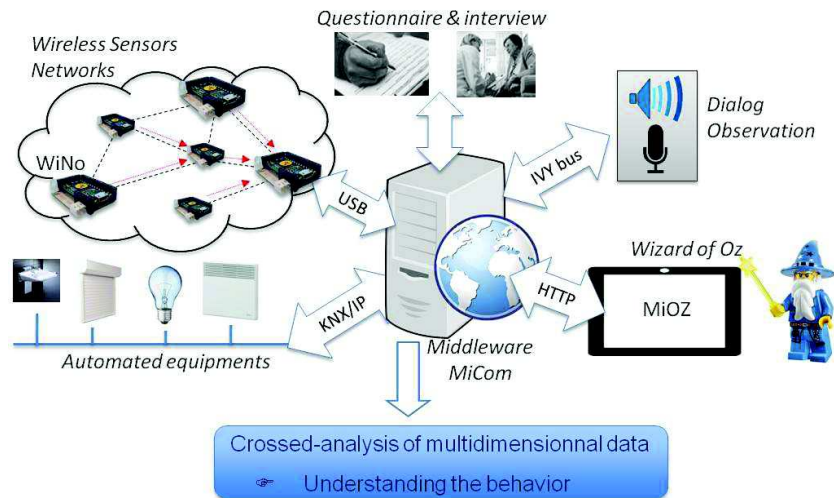 Questionnaire & interview
Wireless Sensors
Networks
WiNo
Dialog
Observation
IVY bus
USB
Wizard of Oz
MiOZ
HTTP
KNX/IP
Automated equipments
Middleware
MiCom
Crossed-analysis of multidimensionnal data
☞ Understanding the behavior